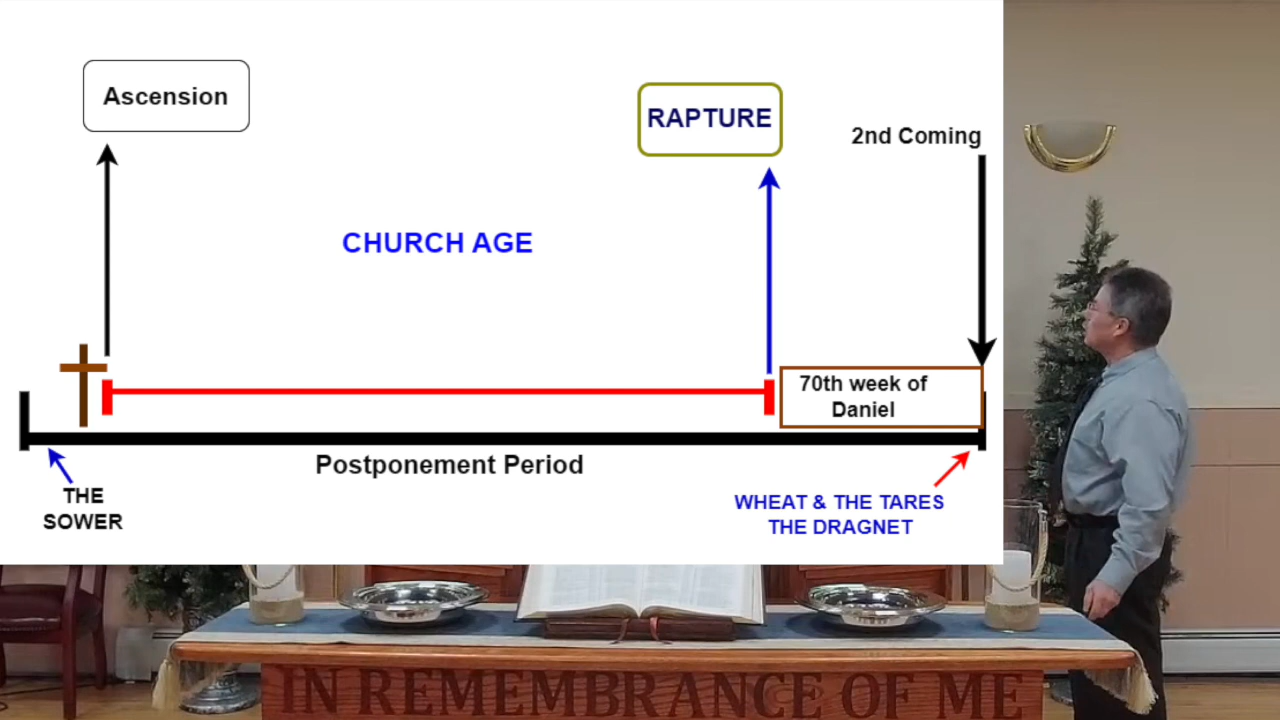 Ascension
RAPTURE
2nd Coming
CHURCH AGE
70th week of
Daniel
Postponement Period
THE
SOWER
WHEAT & THE TARES
THE DRAGNET
IN REMEMBRANCE OF ME